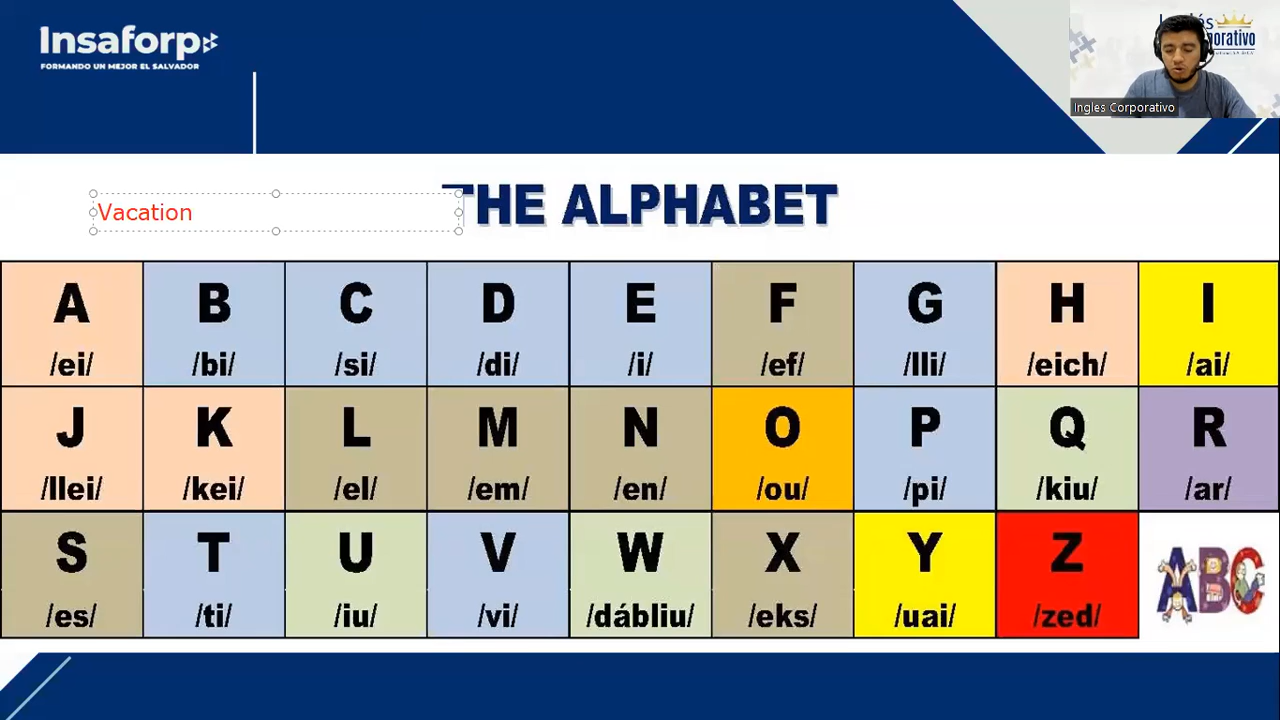 Insaforp
FORMANDO UN MEJOR EL SALVADOR
Ingles Corporativo
Vacation
THE ALPHABET
A B C D E F G H I
/ei/ /bi/ /si/ /di/ /i/ /ef/ /lli/ /eich/ /ai/
J K L M N O P Q R
/llei/ /kei/ /el/ /em/ /en/ /ou/ /pi/ /kiu/ /ar/
S T U V W X Y Z
/es/ /ti/ /iu/ /vi/ /dábliu/ /eks/ /uai/ /zed/
ABC